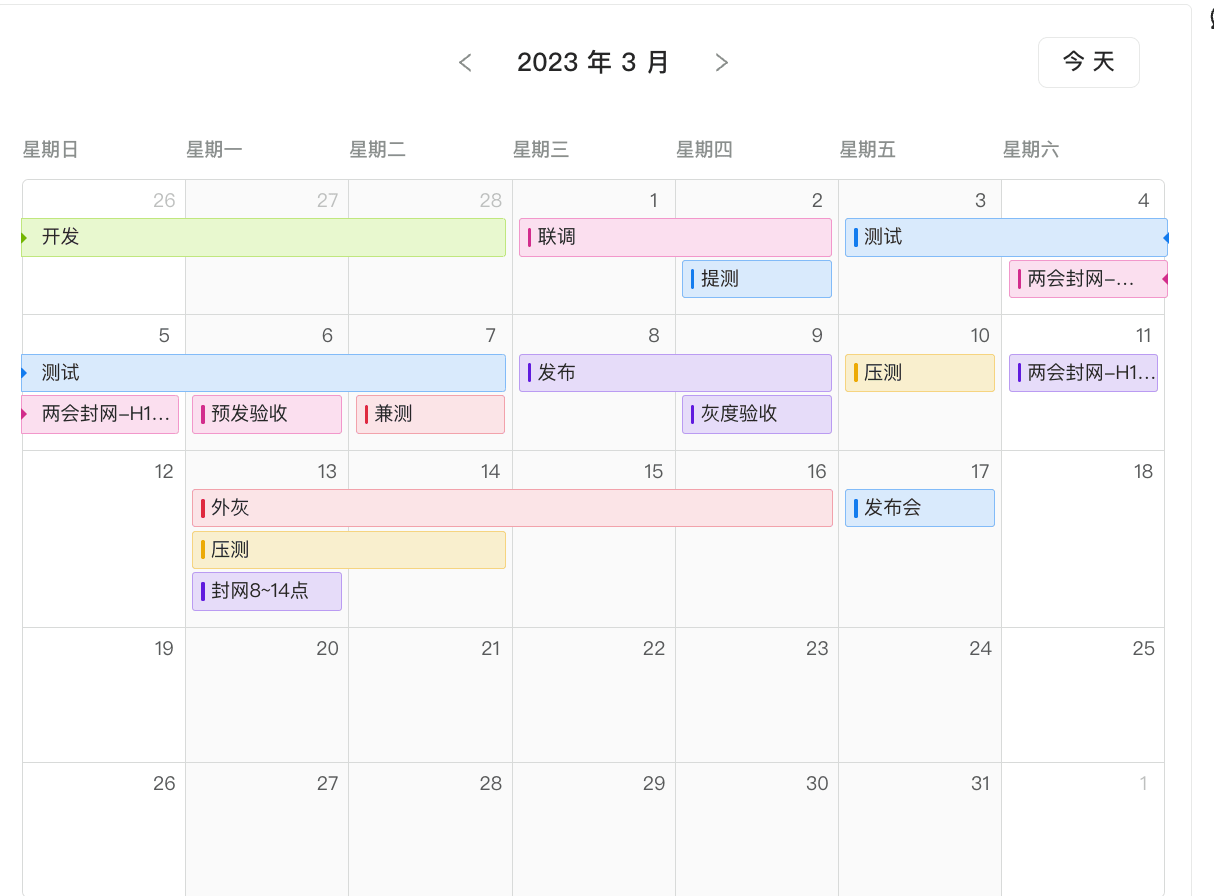 2023 年 3 月
今 天
星期日 星期一 星期二 星期三 星期四 星期五 星期六
26 27 28 1 2 3 4
开发 联调 测试
提测 两会封网-...
5 6 7 8 9 10 11
测试 发布 压测 两会封网-H1...
两会封网-H1... 预发验收 兼测 灰度验收
12 13 14 15 16 17 18
外灰 发布会
压测
封网8~14点
19 20 21 22 23 24 25
26 27 28 29 30 31 1